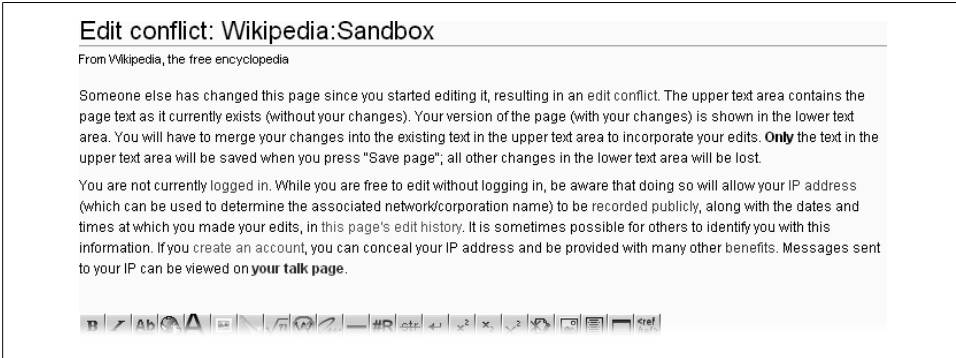 Edit conflict: Wikipedia:Sandbox
From Wikipedia, the free encyclopedia
Someone else has changed this page since you started editing it, resulting in an edit conflict. The upper text area contains the
page text as it currently exists (without your changes). Your version of the page (with your changes) is shown in the lower text
area. You will have to merge your changes into the existing text in the upper text area to incorporate your edits. Only the text in the
upper text area will be saved when you press "Save page"; all other changes in the lower text area will be lost.
You are not currently logged in. While you are free to edit without logging in, be aware that doing so will allow your IP address
(which can be used to determine the associated network/corporation name) to be recorded publicly, along with the dates and
times at which you made your edits, in this page's edit history. It is sometimes possible for others to identify you with this
information. If you create an account, you can conceal your IP address and be provided with many other benefits. Messages sent
to your IP can be viewed on your talk page.
B I Ab A √n W #R str x² x₂ <ref